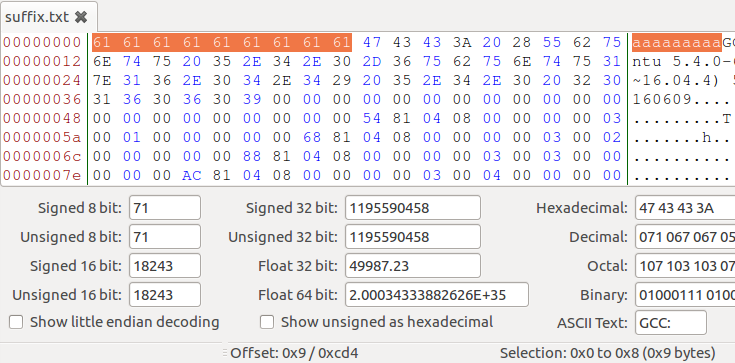 suffix.txt
00000000 61 61 61 61 61 61 61 61 61 47 43 43 3A 20 28 55 62 75 aaaaaaaaaGC
00000012 6E 74 75 20 35 2E 34 2E 30 2D 36 75 62 75 6E 74 75 31 ntu 5.4.0-
00000024 7E 31 36 2E 30 34 2E 34 29 20 35 2E 34 2E 30 20 32 30 ~16.04.4) 5
00000036 31 36 30 36 30 39 00 00 00 00 00 00 00 00 00 00 00 00 160609.....
00000048 00 00 00 00 00 00 00 00 00 54 81 04 08 00 00 00 00 03 .........T
0000005a 00 01 00 00 00 00 00 68 81 04 08 00 00 00 00 03 00 02 .......h...
0000006c 00 00 00 00 00 88 81 04 08 00 00 00 00 03 00 03 00 00 ...........
0000007e 00 00 00 AC 81 04 08 00 00 00 00 03 00 04 00 00 00 00 ...........
Signed 8 bit: 71 Signed 32 bit: 1195590458 Hexadecimal: 47 43 43 3A
Unsigned 8 bit: 71 Unsigned 32 bit: 1195590458 Decimal: 071 067 067 05
Signed 16 bit: 18243 Float 32 bit: 49987.23 Octal: 107 103 103 07
Unsigned 16 bit: 18243 Float 64 bit: 2.00034333882626E+35 Binary: 01000111 0100
Show little endian decoding Show unsigned as hexadecimal ASCII Text: GCC:
Offset: 0x9 / 0xcd4 Selection: 0x0 to 0x8 (0x9 bytes)